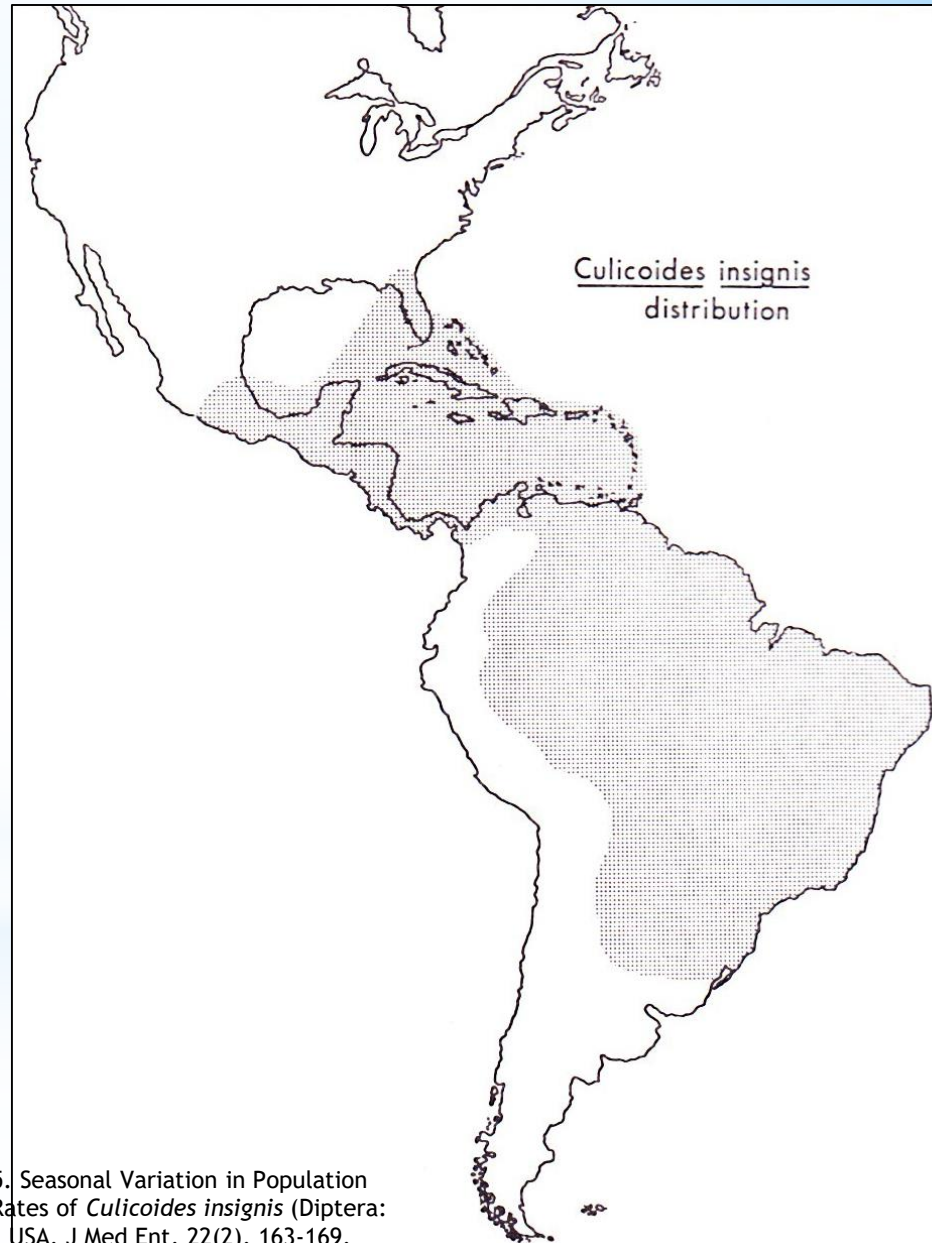 Culicoides insignis
distribution
5. Seasonal Variation in Population
Rates of Culicoides insignis (Diptera:
USA. J Med Ent. 22(2). 163-169.